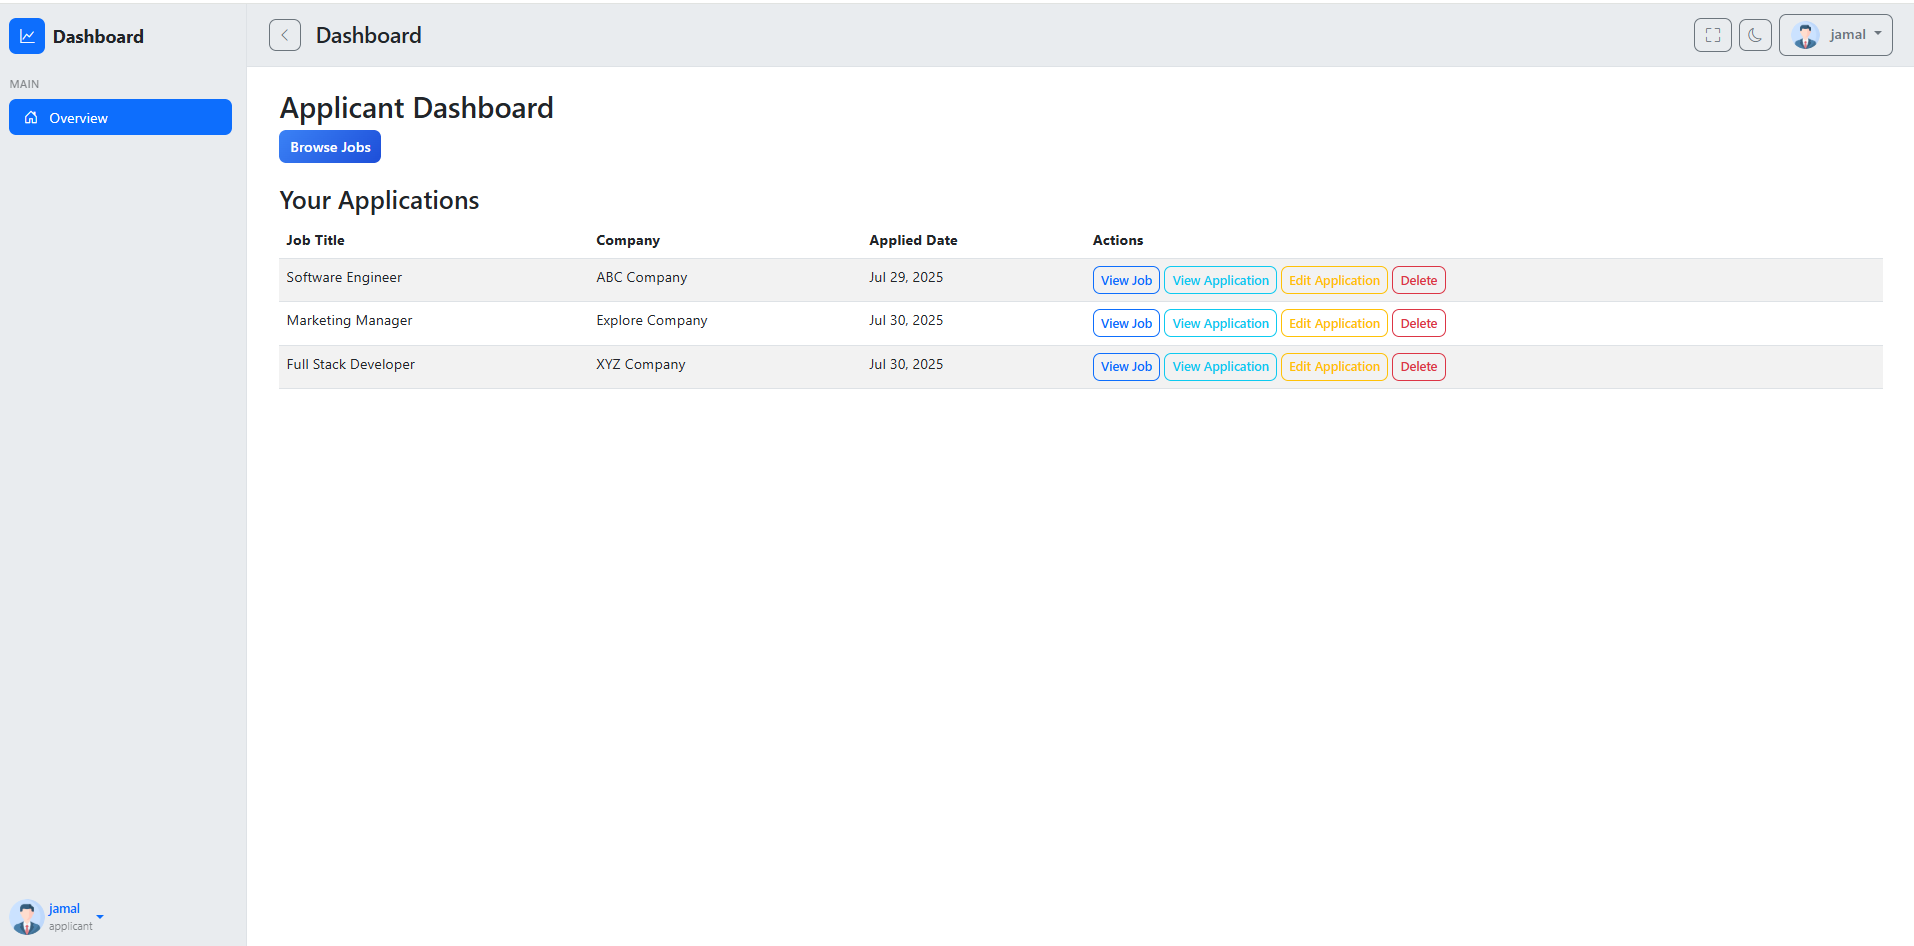 Dashboard
Dashboard
jamal
MAIN
Overview
Applicant Dashboard
Browse Jobs
Your Applications
Job Title Company Applied Date Actions
Software Engineer ABC Company Jul 29, 2025 View Job View Application Edit Application Delete
Marketing Manager Explore Company Jul 30, 2025 View Job View Application Edit Application Delete
Full Stack Developer XYZ Company Jul 30, 2025 View Job View Application Edit Application Delete
jamal
applicant